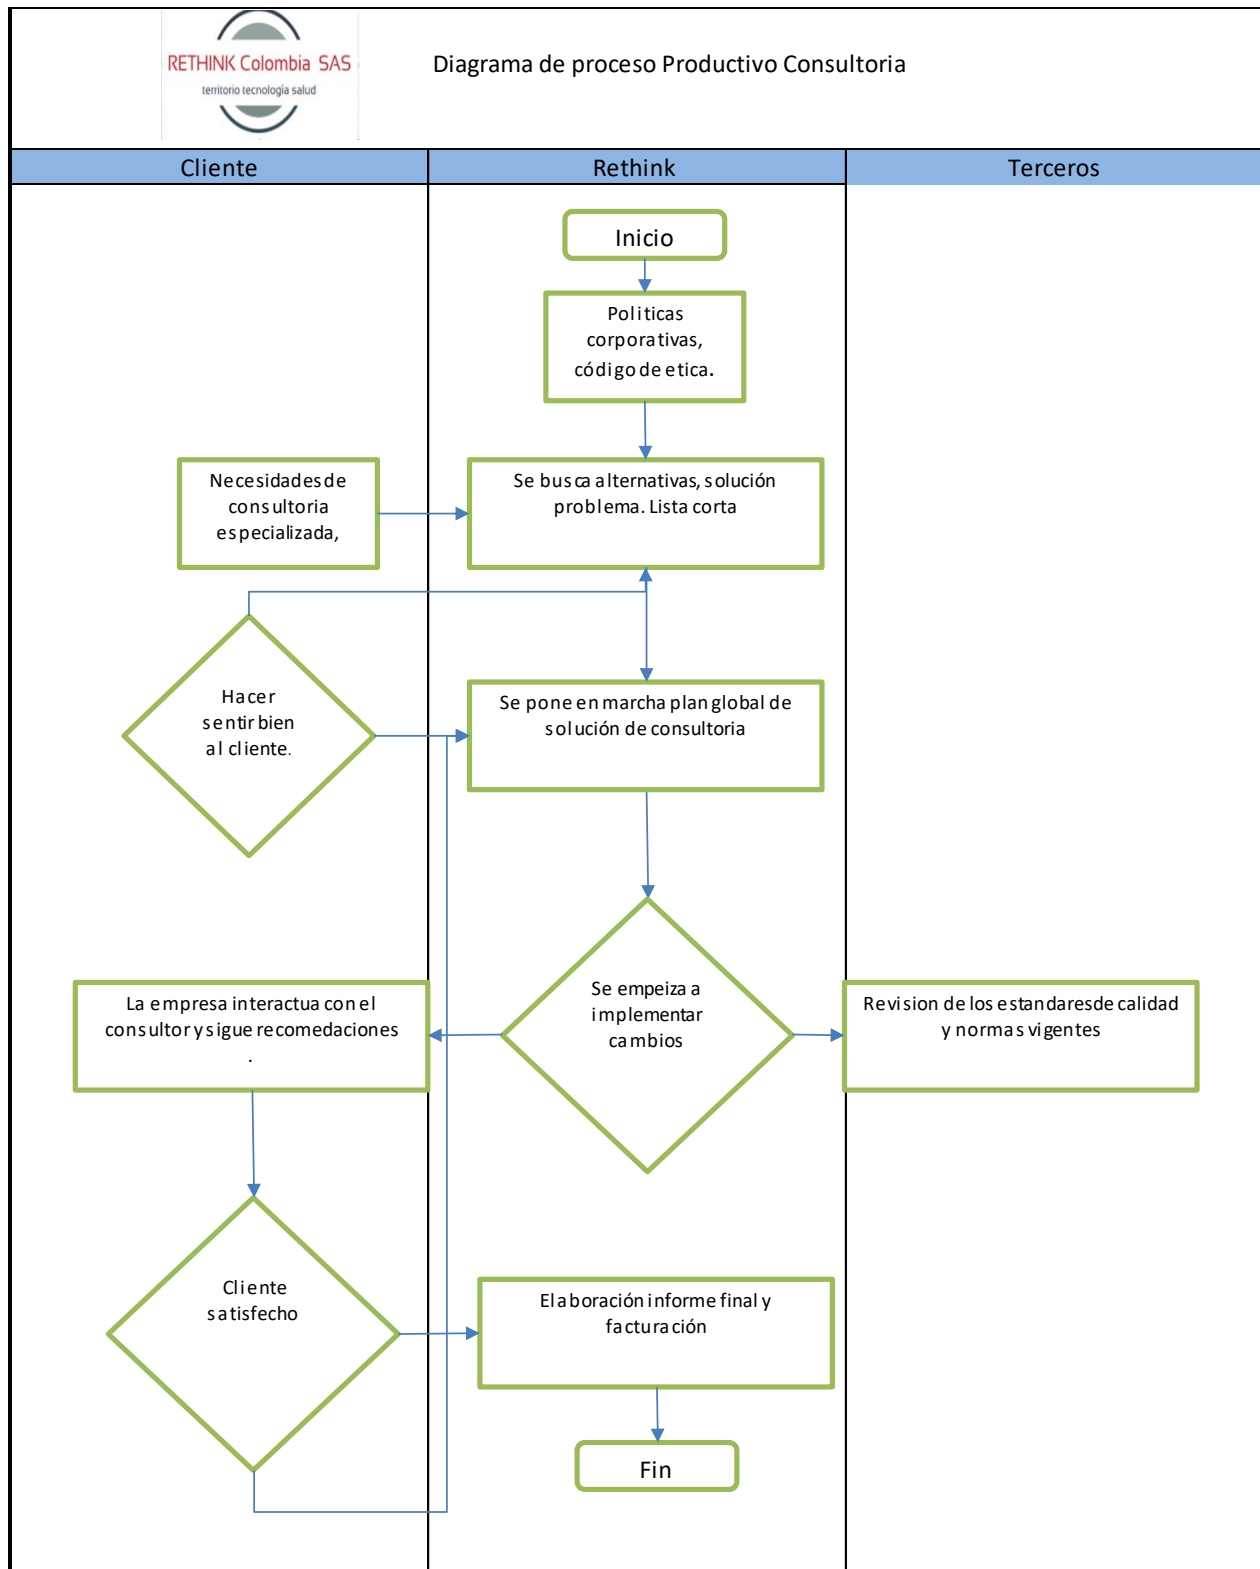 RETHINK Colombia SAS
territorio tecnología salud
Diagrama de proceso Productivo Consultoria
Cliente
Rethink
Terceros
Inicio
Politicas
corporativas,
código de etica.
Necesidades de
consultoria
especializada,
Se busca alternativas, solución
problema. Lista corta
Hacer
sentir bien
al cliente.
Se pone en marcha plan global de
solución de consultoria
La empresa interactua con el
consultor y sigue recomedaciones
.
Se empeiza a
implementar
cambios
Revision de los estandares de calidad
y normas vigentes
Cliente
satisfecho
Elaboración informe final y
facturación
Fin